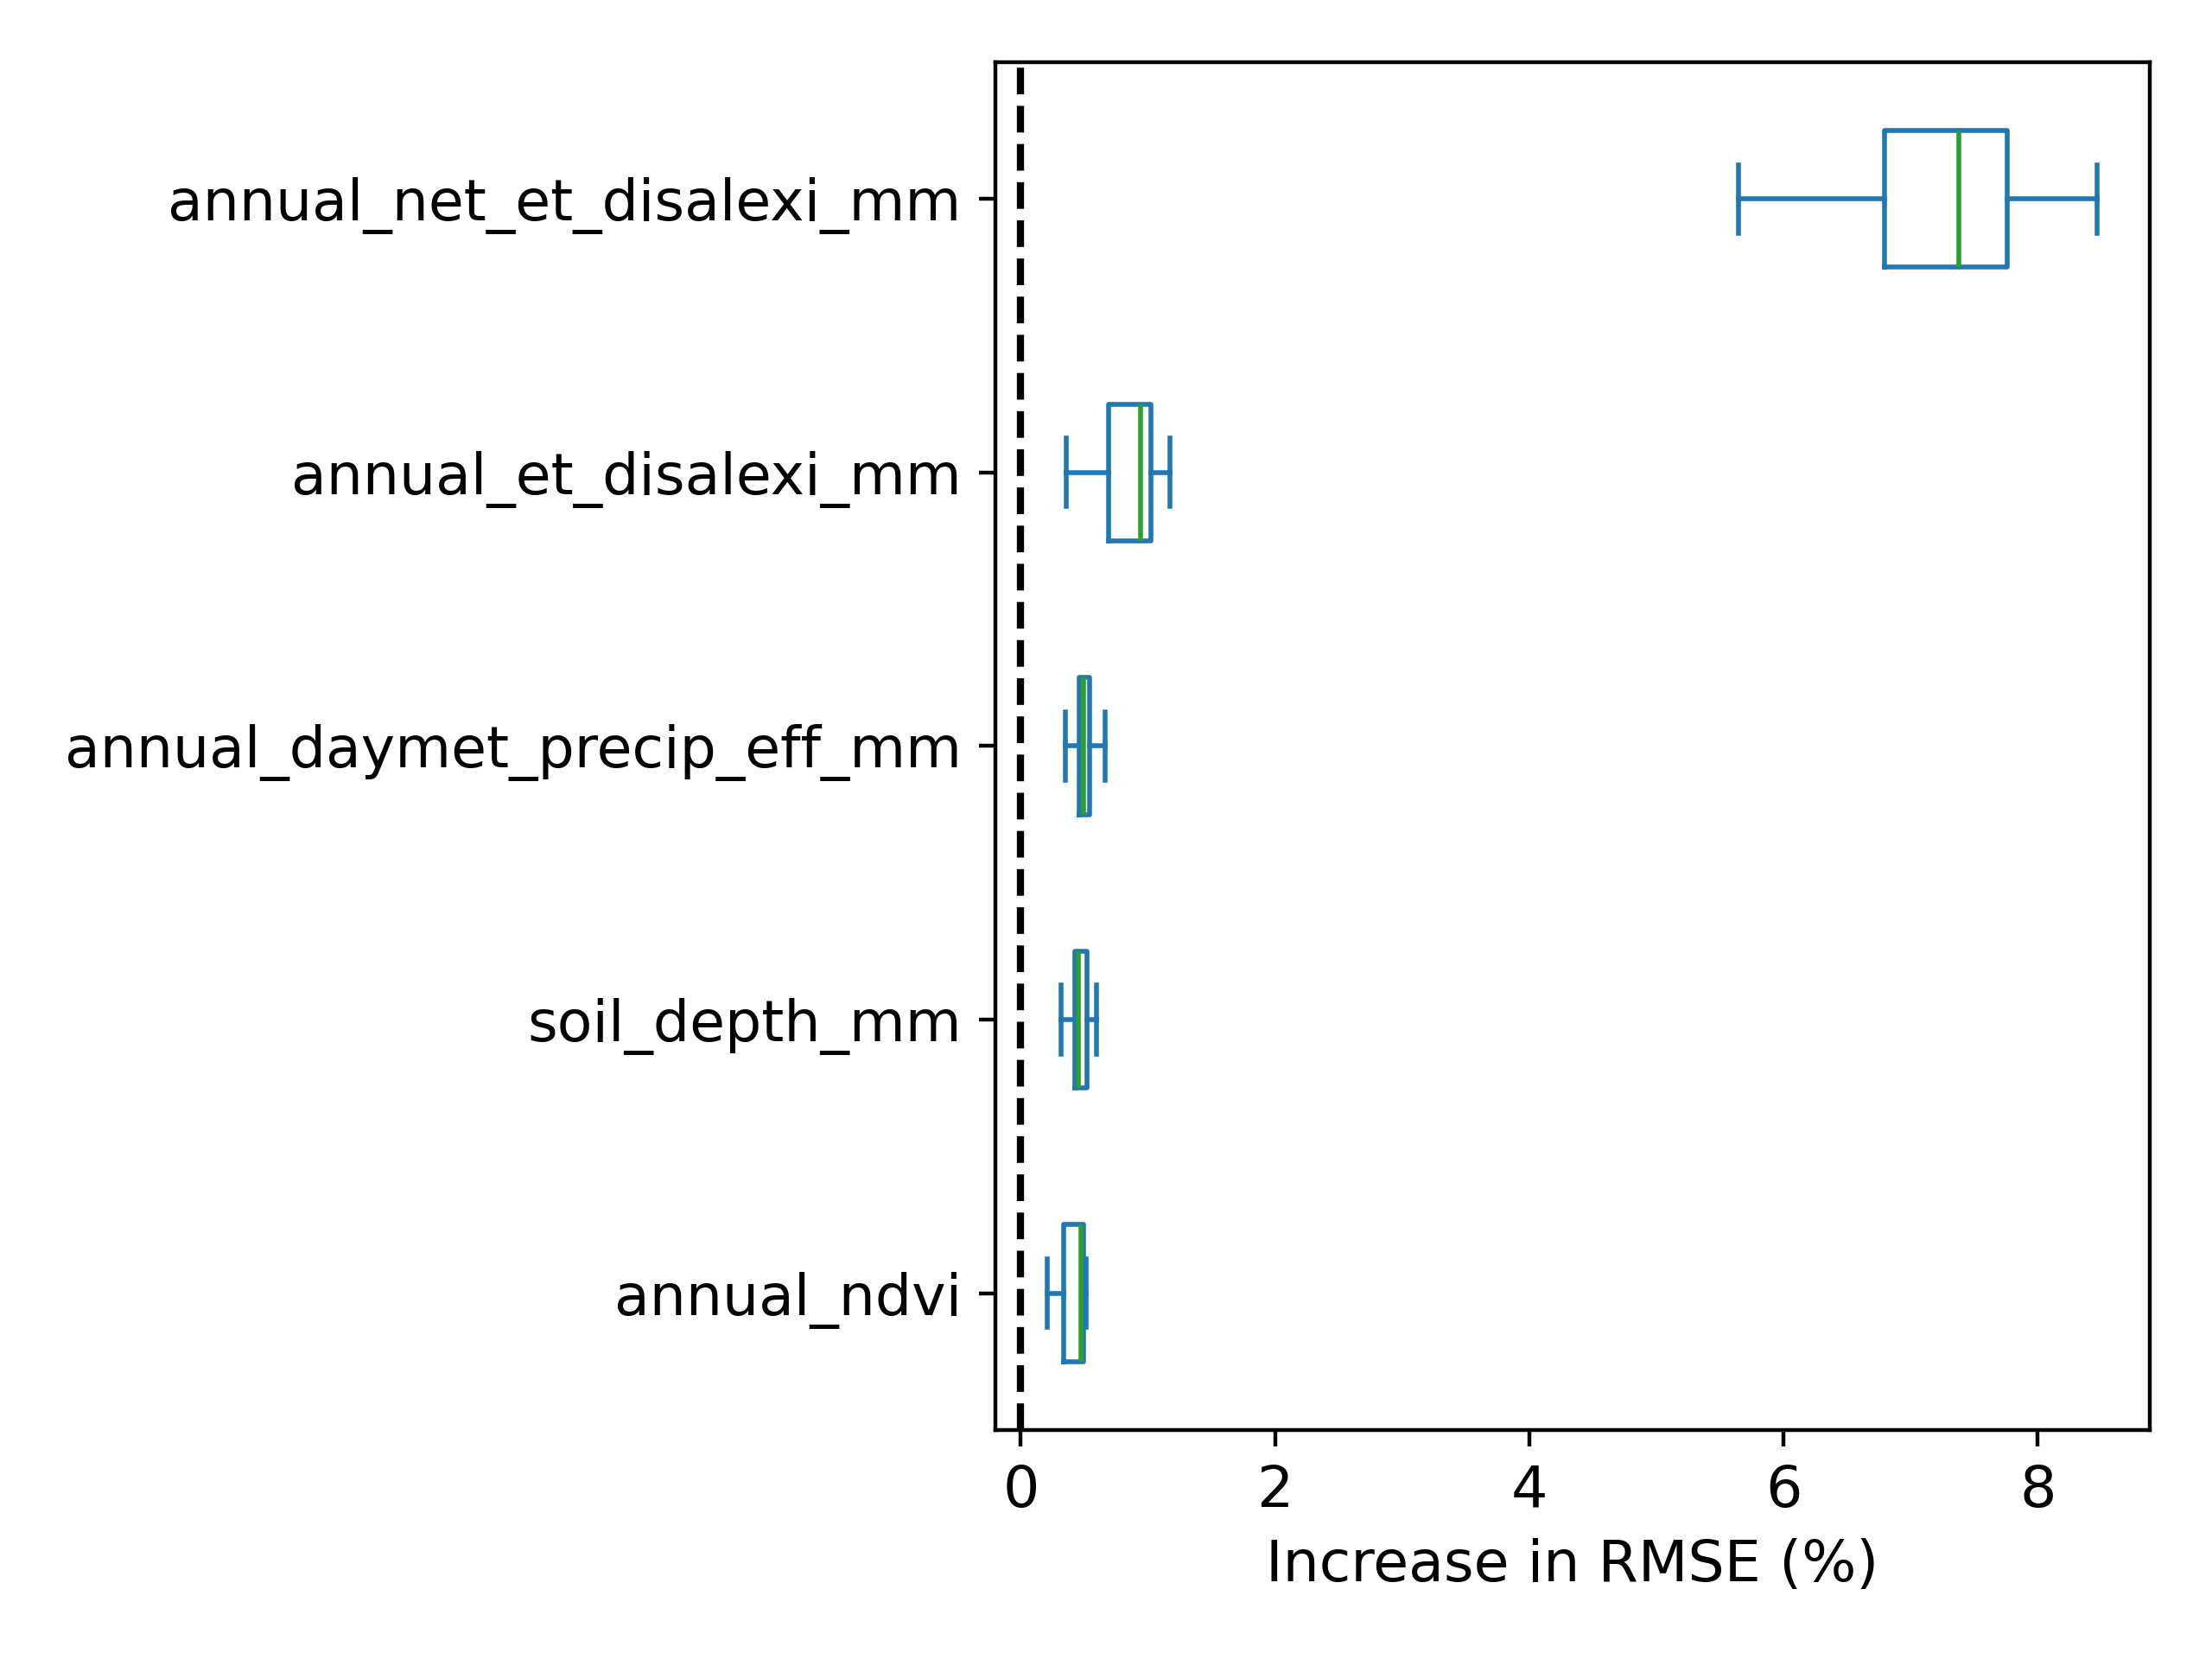 annual_net_et_disalexi_mm
annual_et_disalexi_mm
annual_daymet_precip_eff_mm
soil_depth_mm
annual_ndvi
0 2 4 6 8
Increase in RMSE (%)